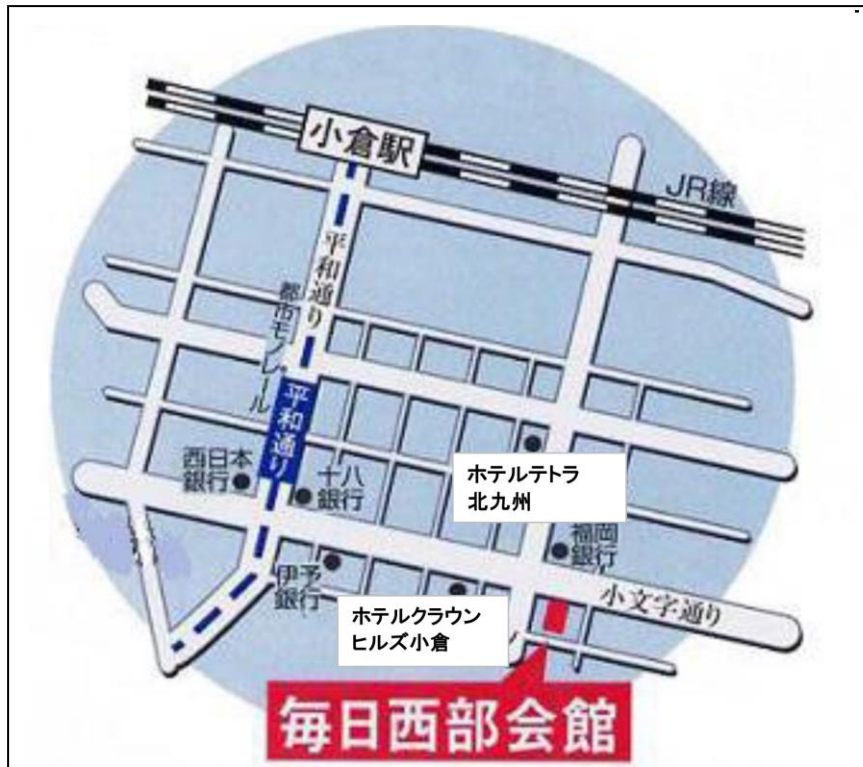 小倉駅
JR線
平和通り
都市モノレール
平和通り
西日本
銀行
十八
銀行
ホテルテトラ
北九州
福岡
銀行
伊予
銀行
小文字通り
ホテルクラウン
ヒルズ小倉
毎日西部会館